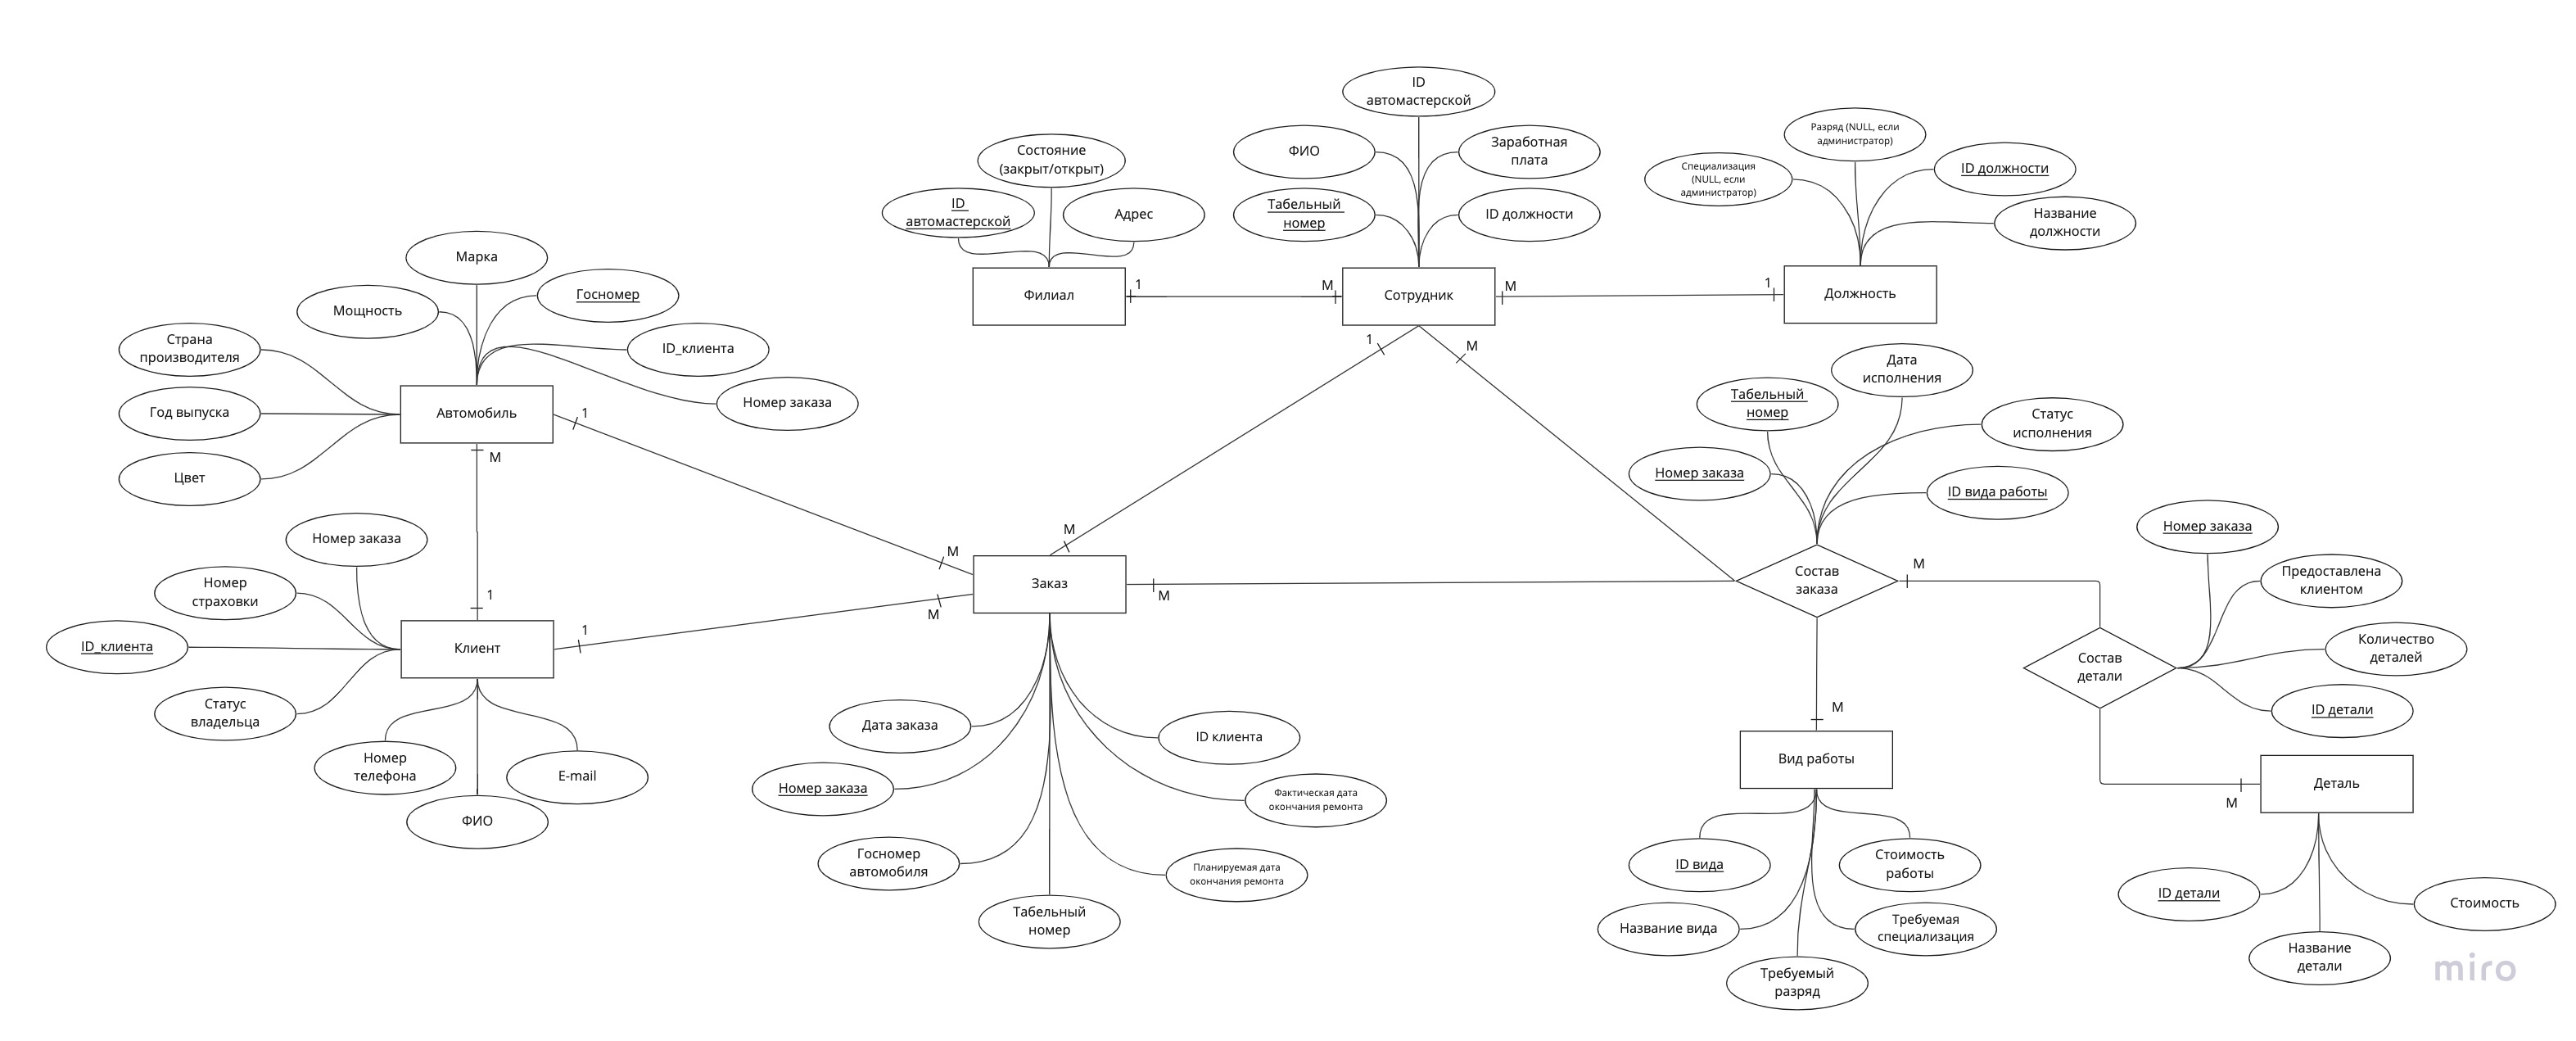 ID
автомастерской
ФИО
Заработная
плата
Табельный
номер
ID должности
Состояние
(закрыт/открыт)
ID
автомастерской
Адрес
Разряд (NULL, если
администратор)
Специализация
(NULL, если
администратор)
ID должности
Название
должности
Филиал
1
M
Сотрудник
M
1
Должность
1
M
Марка
Мощность
Госномер
Страна
производителя
ID_клиента
Год выпуска
Номер заказа
Цвет
Автомобиль
1
M
M
1
Номер заказа
Номер
страховки
ID_клиента
Статус
владельца
Клиент
1
M
Номер
телефона
E-mail
ФИО
M
Заказ
M
Дата заказа
Номер заказа
Госномер
автомобиля
Табельный
номер
ID клиента
Фактическая дата
окончания ремонта
Планируемая дата
окончания ремонта
Дата
исполнения
Табельный
номер
Статус
исполнения
Номер заказа
ID вида работы
Состав
заказа
M
M
Вид работы
ID вида
Стоимость
работы
Название вида
Требуемая
специализация
Требуемый
разряд
Номер заказа
Предоставлена
клиентом
Количество
деталей
ID детали
Состав
детали
M
Деталь
ID детали
Стоимость
Название
детали
miro